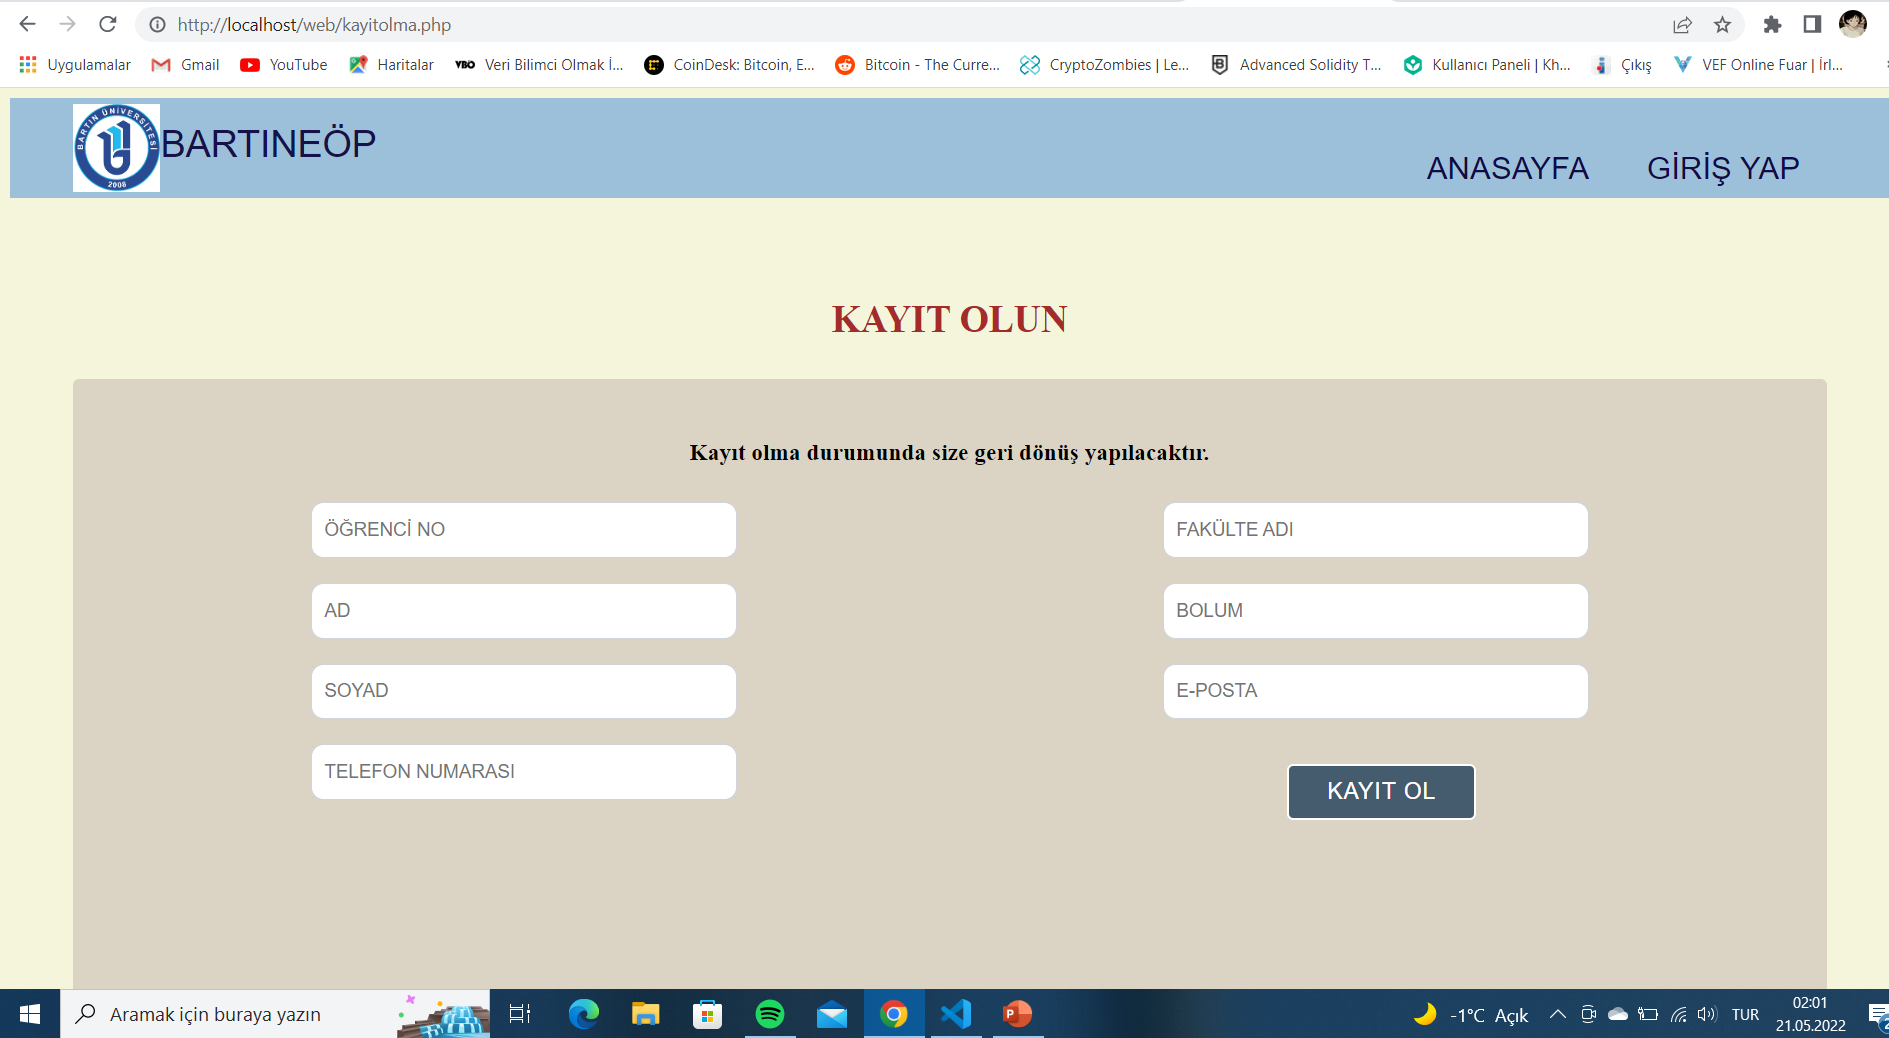 http://localhost/web/kayitolma.php
Uygulamalar Gmail YouTube Haritalar VBO Veri Bilimci Olmak İ... CoinDesk: Bitcoin, E... Bitcoin - The Curre... CryptoZombies | Le... Advanced Solidity T... Kullanıcı Paneli | Kh... Çıkış VEF Online Fuar | İrl...
BARTIN ÜNİVERSİTESİ
2008
BARTINEÖP
ANASAYFA GİRİŞ YAP
KAYIT OLUN
Kayıt olma durumunda size geri dönüş yapılacaktır.
ÖĞRENCİ NO
FAKÜLTE ADI
AD
BOLUM
SOYAD
E-POSTA
TELEFON NUMARASI
KAYIT OL
Aramak için buraya yazın
-1°C Açık
TUR
02:01
21.05.2022